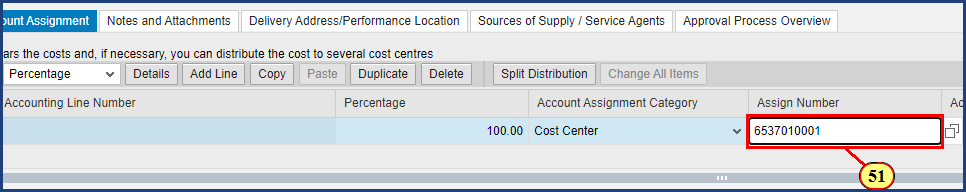 ount Assignment Notes and Attachments Delivery Address/Performance Location Sources of Supply / Service Agents Approval Process Overview
ars the costs and, if necessary, you can distribute the cost to several cost centres
Percentage Details Add Line Copy Paste Duplicate Delete Split Distribution Change All Items
Accounting Line Number Percentage Account Assignment Category Assign Number Ac
100.00 Cost Center 6537010001
51